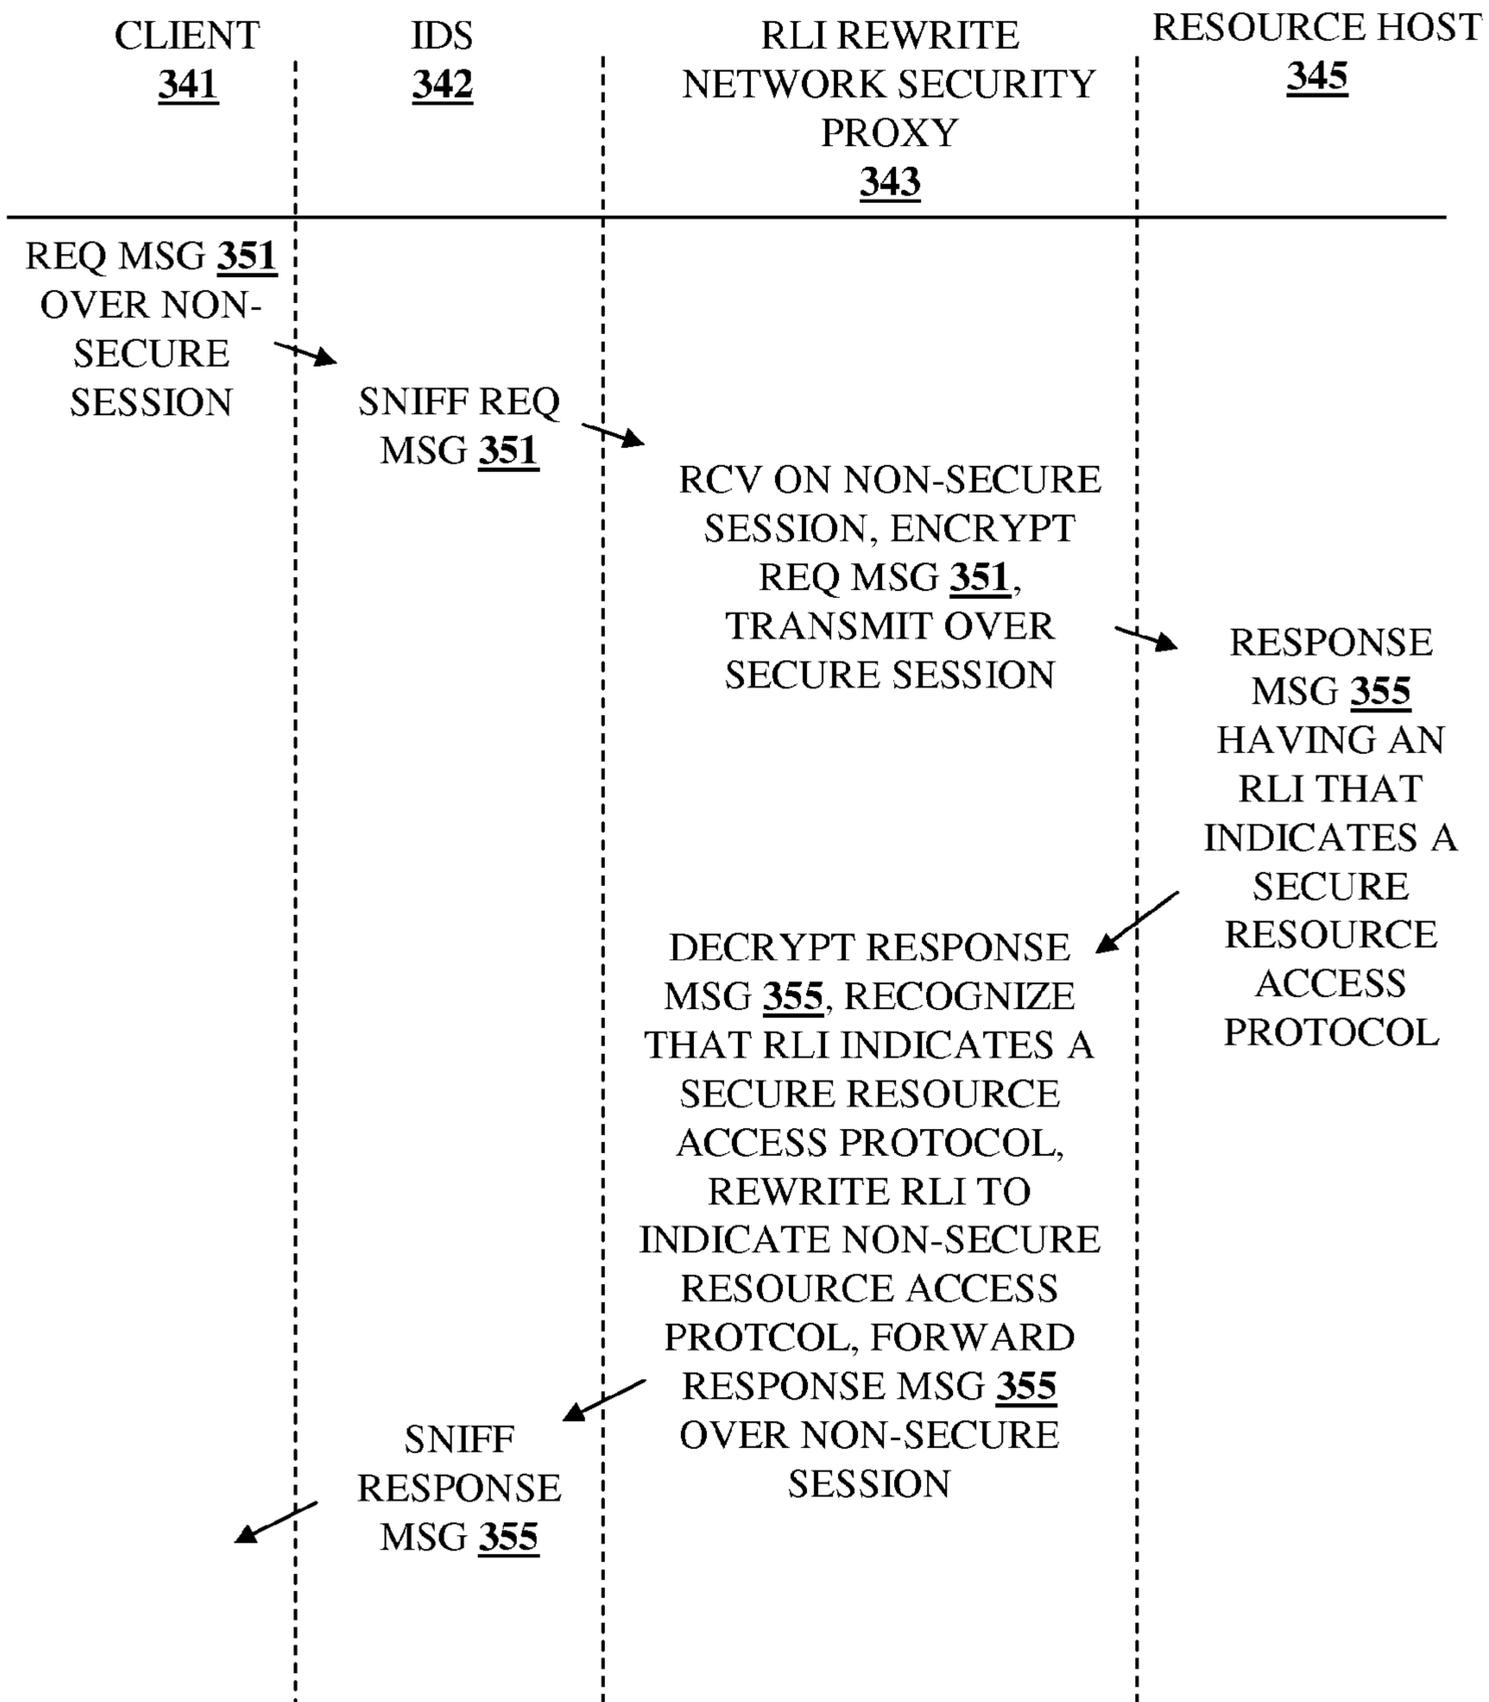 CLIENT
341
IDS
342
RLI REWRITE
NETWORK SECURITY
PROXY
343
RESOURCE HOST
345
REQ MSG 351
OVER NON-
SECURE
SESSION
SNIFF REQ
MSG 351
RCV ON NON-SECURE
SESSION, ENCRYPT
REQ MSG 351,
TRANSMIT OVER
SECURE SESSION
RESPONSE
MSG 355
HAVING AN
RLI THAT
INDICATES A
SECURE
RESOURCE
ACCESS
PROTOCOL
DECRYPT RESPONSE
MSG 355, RECOGNIZE
THAT RLI INDICATES A
SECURE RESOURCE
ACCESS PROTOCOL,
REWRITE RLI TO
INDICATE NON-SECURE
RESOURCE ACCESS
PROTCOL, FORWARD
RESPONSE MSG 355
OVER NON-SECURE
SESSION
SNIFF
RESPONSE
MSG 355